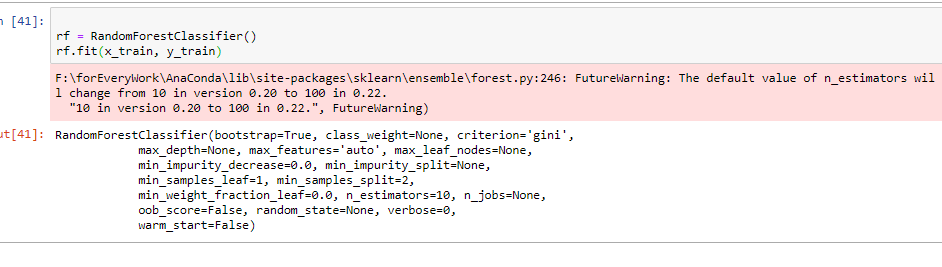 n [41]:
rf = RandomForestClassifier()
rf.fit(x_train, y_train)
F:\forEveryWork\AnaConda\lib\site-packages\sklearn\ensemble\forest.py:246: FutureWarning: The default value of n_estimators wil
l change from 10 in version 0.20 to 100 in 0.22.
"10 in version 0.20 to 100 in 0.22.", FutureWarning)
ut[41]: RandomForestClassifier(bootstrap=True, class_weight=None, criterion='gini',
max_depth=None, max_features='auto', max_leaf_nodes=None,
min_impurity_decrease=0.0, min_impurity_split=None,
min_samples_leaf=1, min_samples_split=2,
min_weight_fraction_leaf=0.0, n_estimators=10, n_jobs=None,
oob_score=False, random_state=None, verbose=0,
warm_start=False)